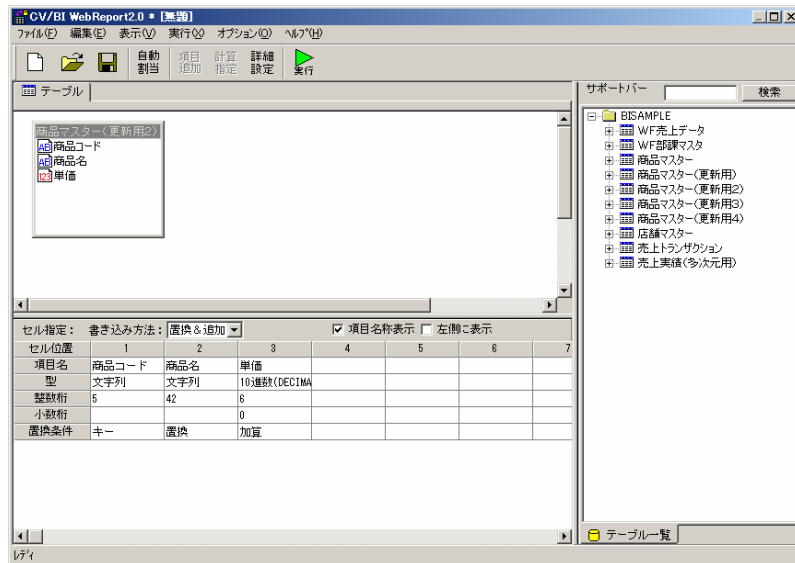 CV/BI WebReport2.0 * [無題]
ファイル(F) 編集(E) 表示(V) 実行(X) オプション(O) ヘルプ(H)
自動割当 項目追加 計算指定 詳細設定 実行
テーブル
サポートバー 検索
商品マスター(更新用2)
AB 商品コード
AB 商品名
123 単価
BISAMPLE
WF売上データ
WF部課マスタ
商品マスター
商品マスター(更新用)
商品マスター(更新用2)
商品マスター(更新用3)
商品マスター(更新用4)
店舗マスター
売上トランザクション
売上実績(多次元用)
セル指定: 書き込み方法: 置換&追加 項目名称表示 左側に表示
セル位置 1 2 3 4 5 6 7
項目名 商品コード 商品名 単価
型 文字列 文字列 10進数(DECIMA
整数桁 5 42 6
小数桁 0
置換条件 キー 置換 加算
テーブル一覧
レディ